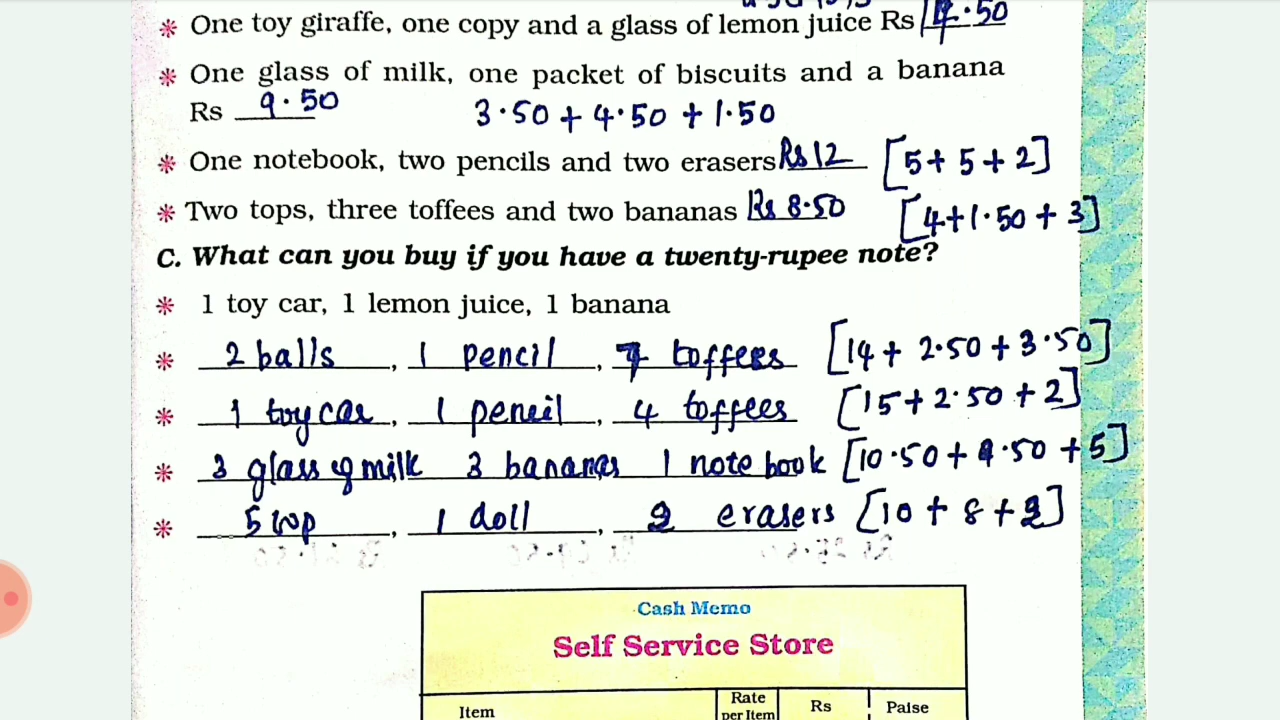 * One toy giraffe, one copy and a glass of lemon juice Rs 14.50
* One glass of milk, one packet of biscuits and a banana
Rs 9.50 3.50 + 4.50 + 1.50
* One notebook, two pencils and two erasers Rs 12 [5 + 5 + 2]
* Two tops, three toffees and two bananas Rs 8.50 [4 + 1.50 + 3]
C. What can you buy if you have a twenty-rupee note?
* 1 toy car, 1 lemon juice, 1 banana
* 2 balls, 1 pencil, 7 toffees [14 + 2.50 + 3.50]
* 1 toy car, 1 pencil, 4 toffees [15 + 2.50 + 2]
* 3 glass of milk 3 bananas 1 note book [10.50 + 4.50 + 5]
* 5 top, 1 doll, 2 erasers [10 + 8 + 2]
Cash Memo
Self Service Store
Item Rate per Item Rs Paise